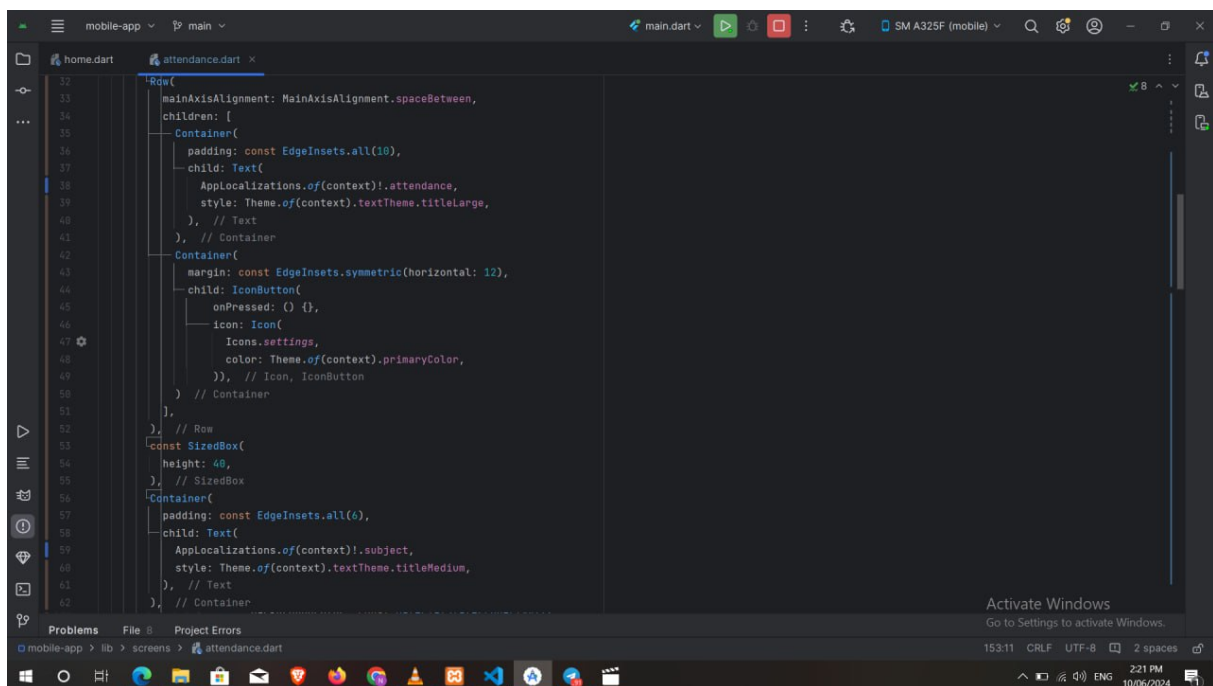 mobile-app main main.dart SM A325F (mobile)
home.dart attendance.dart
32 Row(
33 mainAxisAlignment: MainAxisAlignment.spaceBetween,
34 children: [
35 Container(
36 padding: const EdgeInsets.all(10),
37 child: Text(
38 AppLocalizations.of(context)!.attendance,
39 style: Theme.of(context).textTheme.titleLarge,
40 ), // Text
41 ), // Container
42 Container(
43 margin: const EdgeInsets.symmetric(horizontal: 12),
44 child: IconButton(
45 onPressed: () {},
46 icon: Icon(
47 Icons.settings,
48 color: Theme.of(context).primaryColor,
49 )), // Icon, IconButton
50 ) // Container
51 ],
52 ), // Row
53 const SizedBox(
54 height: 40,
55 ), // SizedBox
56 Container(
57 padding: const EdgeInsets.all(6),
58 child: Text(
59 AppLocalizations.of(context)!.subject,
60 style: Theme.of(context).textTheme.titleMedium,
61 ), // Text
62 ), // Container
8
Activate Windows
Go to Settings to activate Windows.
Problems File 8 Project Errors
mobile-app > lib > screens > attendance.dart 153:11 CRLF UTF-8 2 spaces
ENG 2:21 PM
10/06/2024